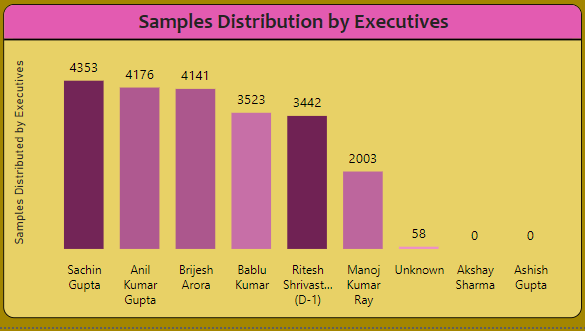 Samples Distribution by Executives
Samples Distributed by Executives
4353
4176
4141
3523
3442
2003
58
0
0
Sachin
Gupta
Anil
Kumar
Gupta
Brijesh
Arora
Bablu
Kumar
Ritesh
Shrivast...
(D-1)
Manoj
Kumar
Ray
Unknown
Akshay
Sharma
Ashish
Gupta